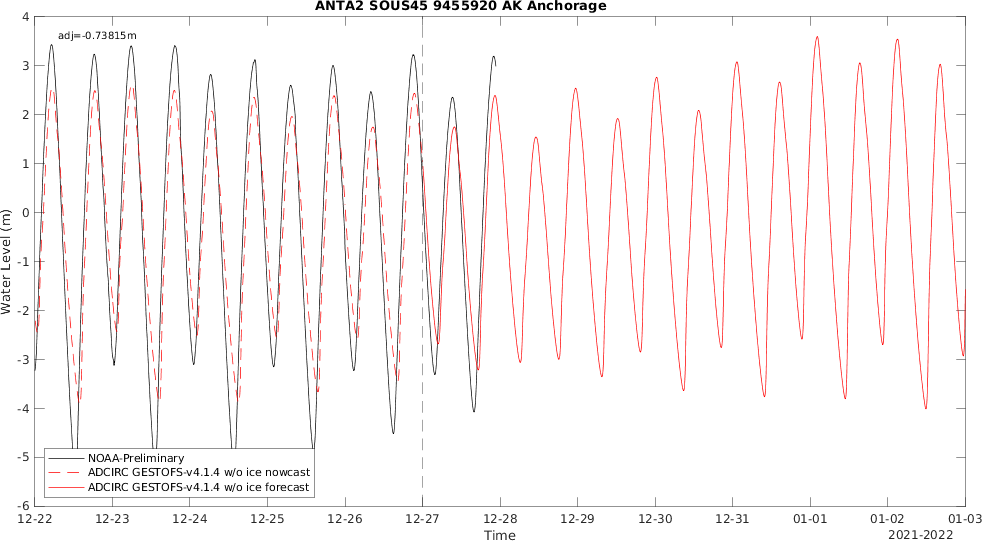 ANTA2 SOUS45 9455920 AK Anchorage
adj=-0.73815m
4
3
2
1
0
-1
-2
-3
-4
-5
-6
Water Level (m)
NOAA-Preliminary
ADCIRC GESTOFS-v4.1.4 w/o ice nowcast
ADCIRC GESTOFS-v4.1.4 w/o ice forecast
12-22 12-23 12-24 12-25 12-26 12-27 12-28 12-29 12-30 12-31 01-01 01-02 01-03
Time
2021-2022